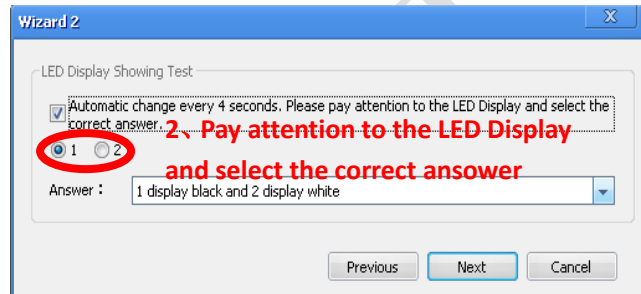 Wizard 2
X
LED Display Showing Test
Automatic change every 4 seconds. Please pay attention to the LED Display and select the
correct answer.
2、Pay attention to the LED Display
1 2
and select the correct ansower
Answer： 1 display black and 2 display white
Previous Next Cancel